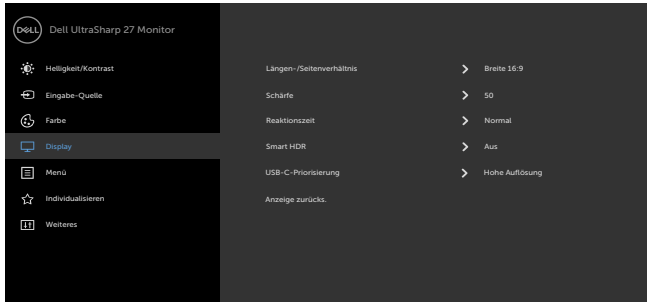 DELL Dell UltraSharp 27 Monitor
Helligkeit/Kontrast
Eingabe-Quelle
Farbe
Display
Menü
Individualisieren
Weiteres
Längen-/Seitenverhältnis Breite 16:9
Schärfe 50
Reaktionszeit Normal
Smart HDR Aus
USB-C-Priorisierung Hohe Auflösung
Anzeige zurücks.